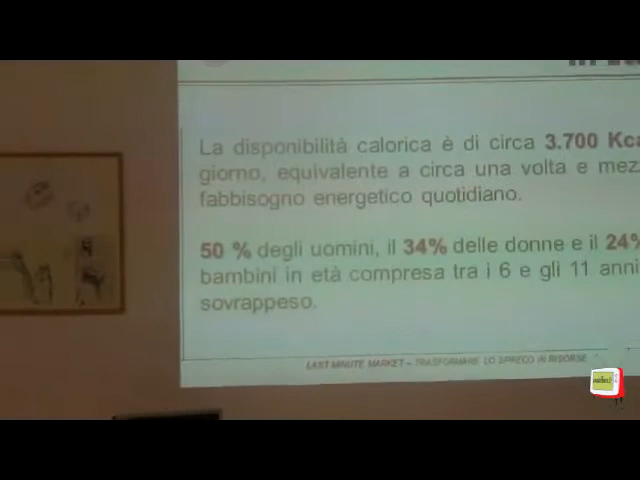 La disponibilità calorica è di circa 3.700 Kca
giorno, equivalente a circa una volta e mez
fabbisogno energetico quotidiano.
50 % degli uomini, il 34% delle donne e il 24%
bambini in età compresa tra i 6 e gli 11 anni
sovrappeso.
LAST MINUTE MARKET – TRASFORMARE LO SPRECO IN RISORSE